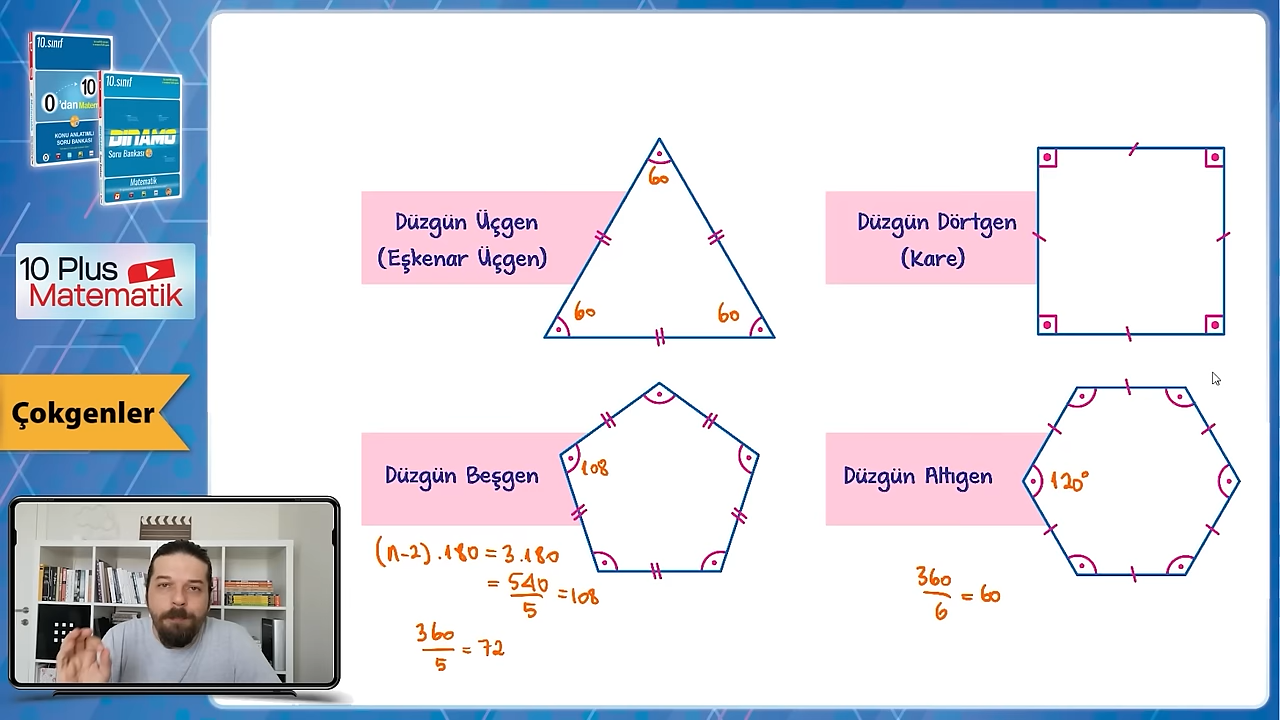 10.sınıf
0'dan 10
KONU ANLATIMLI
SORU BANKASI
10.sınıf
DİNAMO
Soru Bankası
Matematik
10 Plus
Matematik
Çokgenler
Düzgün Üçgen
(Eşkenar Üçgen)
60
60
60
Düzgün Dörtgen
(Kare)
Düzgün Beşgen
108
(n-2).180 = 3.180
= 540/5 = 108
360/5 = 72
Düzgün Altıgen
120°
360/6 = 60